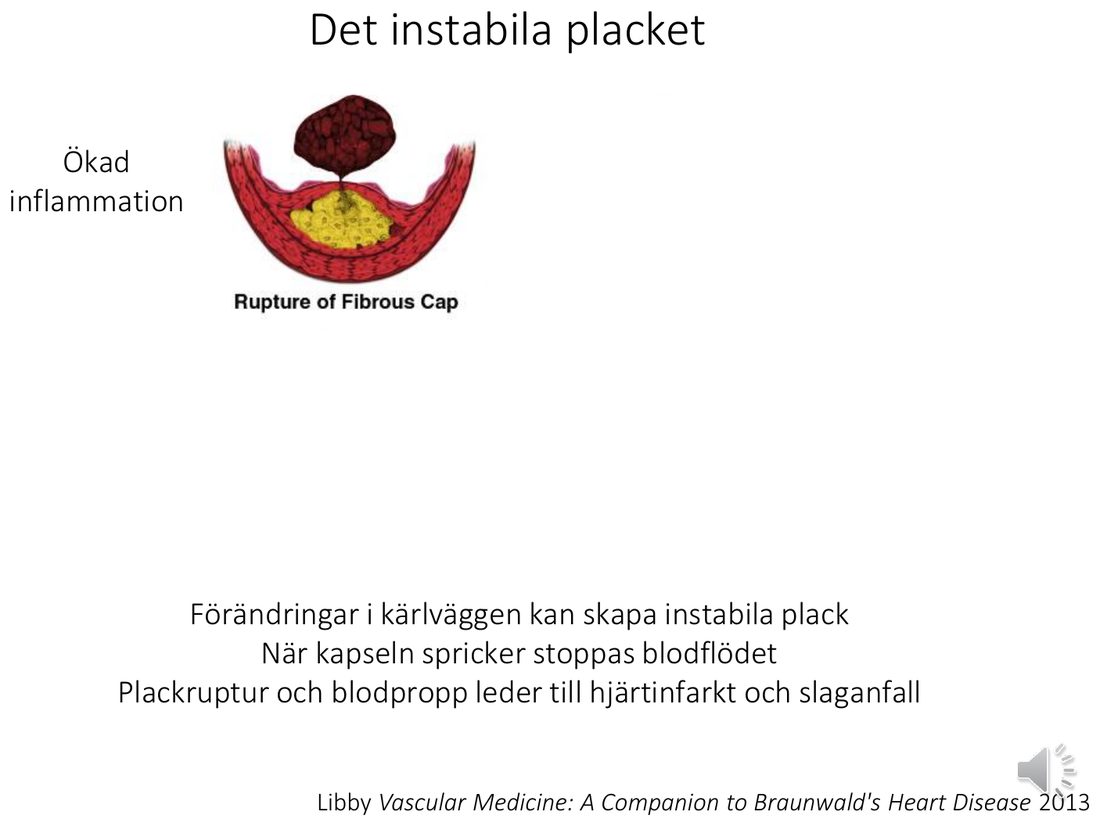 Det instabila placket
Ökad
inflammation
Rupture of Fibrous Cap
Förändringar i kärlväggen kan skapa instabila plack
När kapseln spricker stoppas blodflödet
Plackruptur och blodpropp leder till hjärtinfarkt och slaganfall
Libby Vascular Medicine: A Companion to Braunwald's Heart Disease 2013